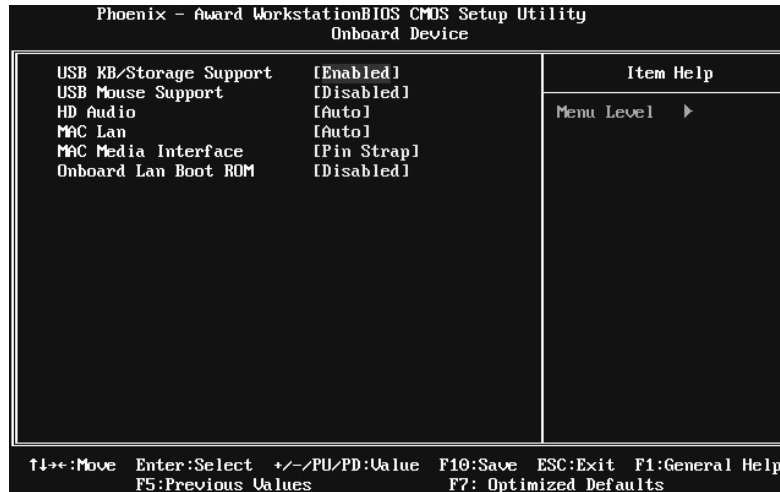 Phoenix - Award WorkstationBIOS CMOS Setup Utility
Onboard Device
USB KB/Storage Support [Enabled]
USB Mouse Support [Disabled]
HD Audio [Auto]
MAC Lan [Auto]
MAC Media Interface [Pin Strap]
Onboard Lan Boot ROM [Disabled]
Item Help
Menu Level ▶
↑↓→←:Move Enter:Select +/-/PU/PD:Value F10:Save ESC:Exit F1:General Help
F5:Previous Values F7: Optimized Defaults